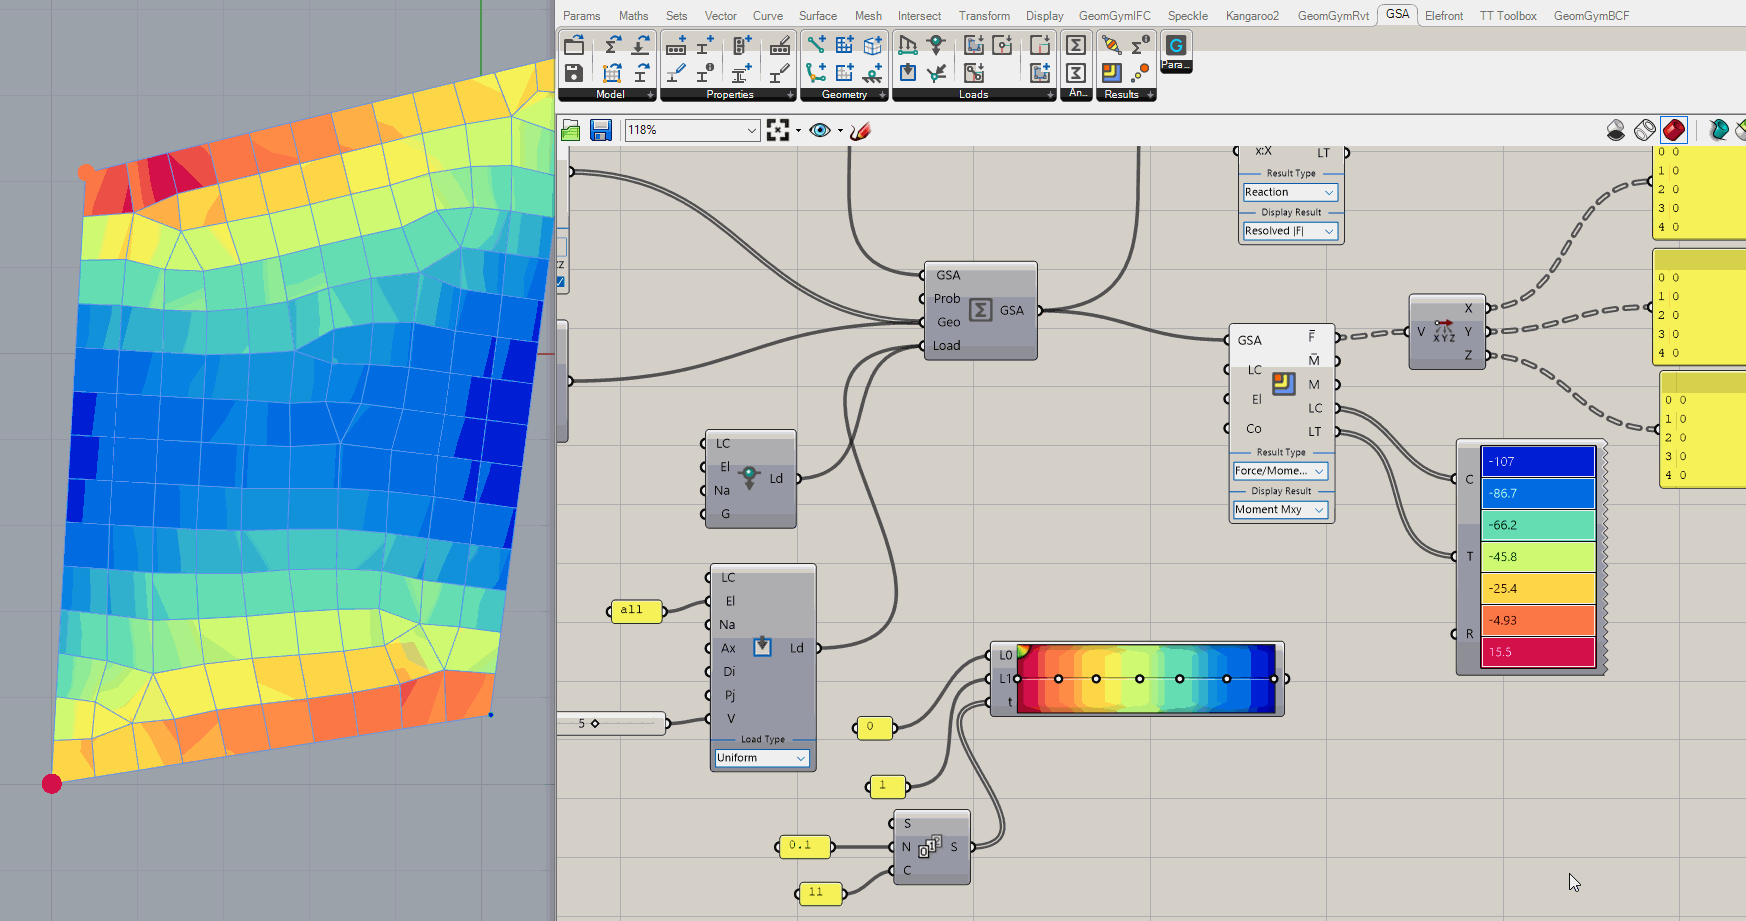 Params Maths Sets Vector Curve Surface Mesh Intersect Transform Display GeomGymIFC Speckle Kangaroo2 GeomGymRvt GSA Elefront TT Toolbox GeomGymBCF
Model Properties Geometry Loads An... Results Para...
118%
x:X LT
Result Type
Reaction
Display Result
Resolved |F|
0 0
1 0
2 0
3 0
4 0
0 0
1 0
2 0
3 0
4 0
0 0
1 0
2 0
3 0
4 0
zz
GSA
Prob
Geo
Load
GSA
V
XYZ
X
Y
Z
GSA
LC
El
Co
F̄
M̄
M
LC
LT
Result Type
Force/Mome...
Display Result
Moment Mxy
LC
El
Na
G
Ld
C
T
R
-107
-86.7
-66.2
-45.8
-25.4
-4.93
15.5
all
LC
El
Na
Ax
Di
Pj
V
Ld
Load Type
Uniform
5
L0
L1
t
0
1
0.1
11
S
N
C
S